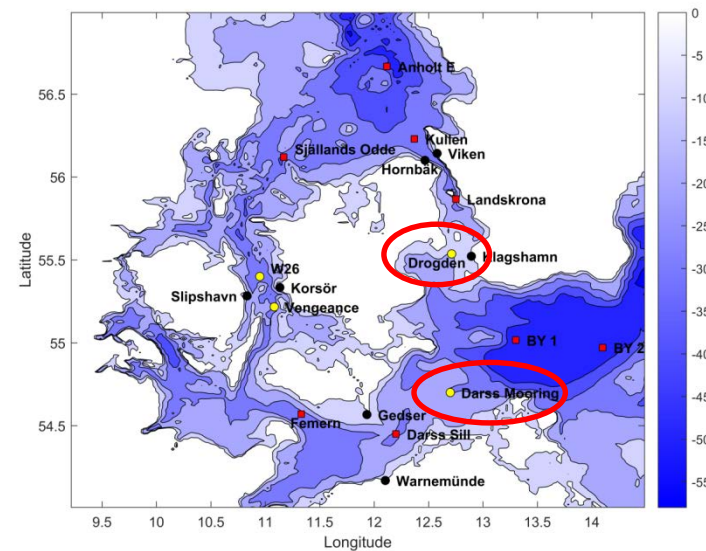 0
Anholt E
-5
56.5
-10
Kullen
Själlands Odde
Viken
-15
56
Hornbäk
Landskrona
-20
Latitude
-25
55.5
Drogden
Klagshamn
W26
-30
Slipshavn
Korsör
Vengeance
-35
55
BY 1
BY 2
-40
Darss Mooring
54.5
Femern
Gedser
-45
Darss Sill
-50
Warnemünde
-55
9.5 10 10.5 11 11.5 12 12.5 13 13.5 14
Longitude